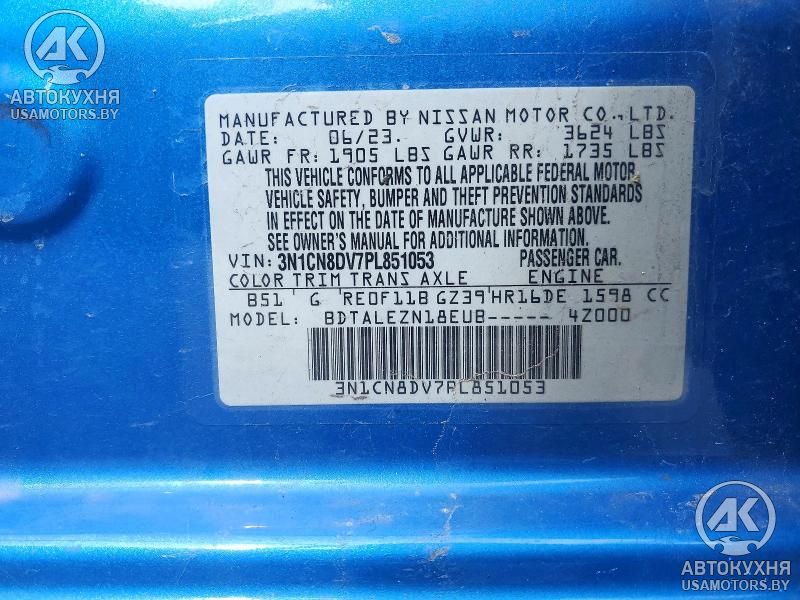 АК
АВТОКУХНЯ
USAMOTORS.BY
MANUFACTURED BY NISSAN MOTOR CO.,LTD.
DATE: 06/23. GVWR: 3624 LBS
GAWR FR: 1905 LBS GAWR RR: 1735 LBS
THIS VEHICLE CONFORMS TO ALL APPLICABLE FEDERAL MOTOR
VEHICLE SAFETY, BUMPER AND THEFT PREVENTION STANDARDS
IN EFFECT ON THE DATE OF MANUFACTURE SHOWN ABOVE.
SEE OWNER'S MANUAL FOR ADDITIONAL INFORMATION.
VIN: 3N1CN8DV7PL851053 PASSENGER CAR.
COLOR TRIM TRANS AXLE ENGINE
B51 G RE0F11B GZ39 HR16DE 1598 CC
MODEL: BDTALEZN18EUB----- 4Z000
3N1CN8DV7PL851053
АК
АВТОКУХНЯ
USAMOTORS.BY